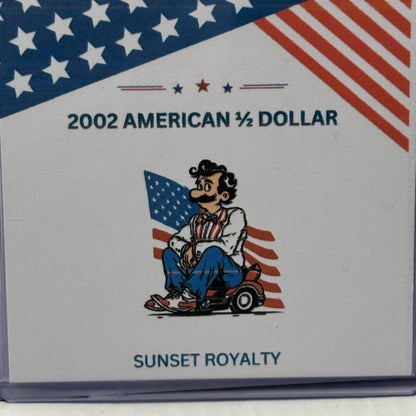 2002 AMERICAN ½ DOLLAR
SUNSET ROYALTY